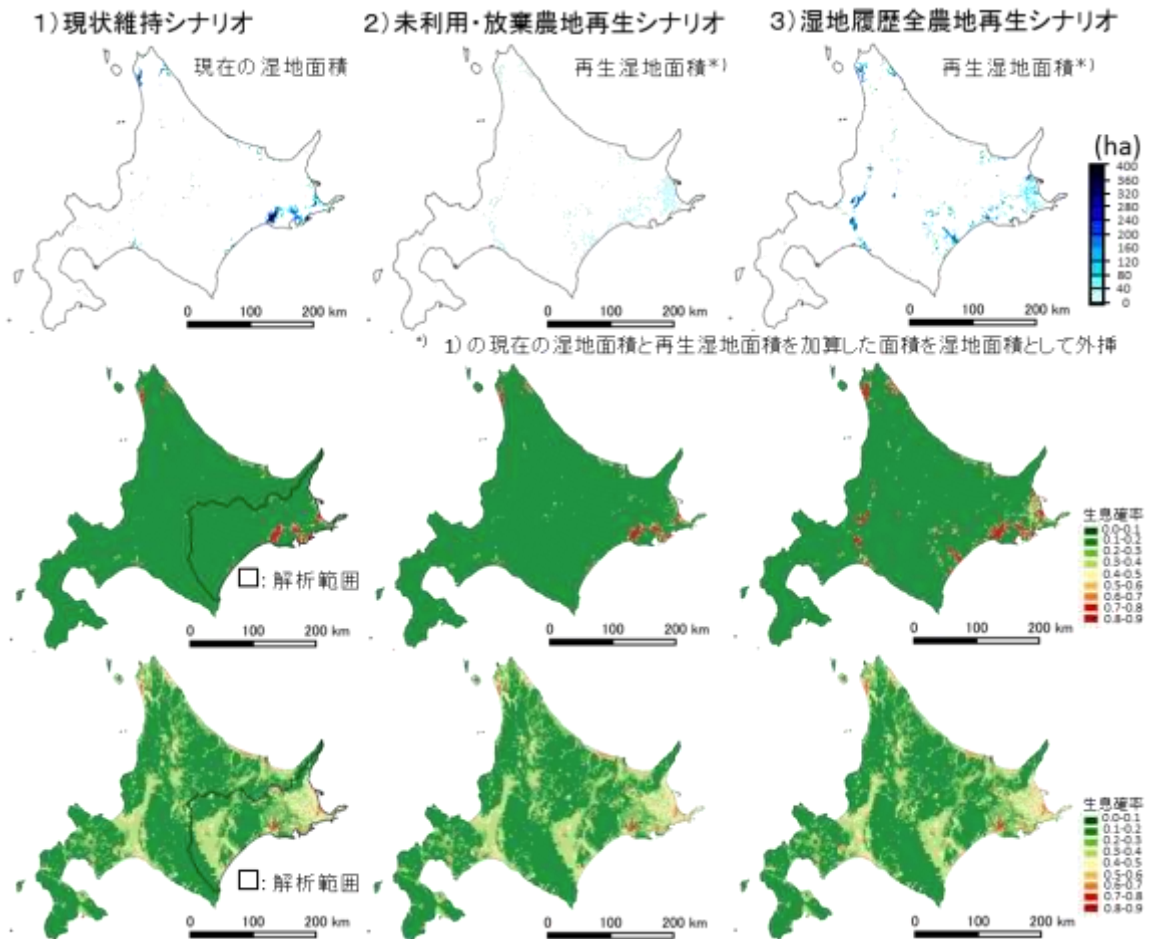 1）現状維持シナリオ
2）未利用・放棄農地再生シナリオ
3）湿地履歴全農地再生シナリオ
現在の湿地面積
再生湿地面積*）
再生湿地面積*）
(ha)
400
360
320
280
240
200
160
120
80
40
0
0 100 200 km
0 100 200 km
0 100 200 km
*） 1）の現在の湿地面積と再生湿地面積を加算した面積を湿地面積として外挿
□: 解析範囲
生息確率
0.0-0.1
0.1-0.2
0.2-0.3
0.3-0.4
0.4-0.5
0.5-0.6
0.6-0.7
0.7-0.8
0.8-0.9
0 100 200 km
0 100 200 km
0 100 200 km
□: 解析範囲
生息確率
0.0-0.1
0.1-0.2
0.2-0.3
0.3-0.4
0.4-0.5
0.5-0.6
0.6-0.7
0.7-0.8
0.8-0.9
0 100 200 km
0 100 200 km
0 100 200 km